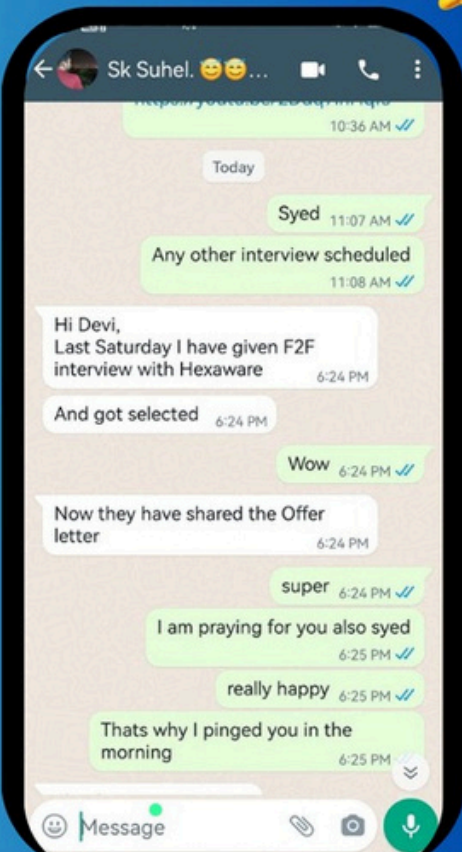 Sk Suhel. 😇😇...
10:36 AM
Today
Syed 11:07 AM
Any other interview scheduled
11:08 AM
Hi Devi,
Last Saturday I have given F2F
interview with Hexaware
6:24 PM
And got selected 6:24 PM
Wow 6:24 PM
Now they have shared the Offer
letter
6:24 PM
super 6:24 PM
I am praying for you also syed
6:25 PM
really happy 6:25 PM
Thats why I pinged you in the
morning
6:25 PM
Message